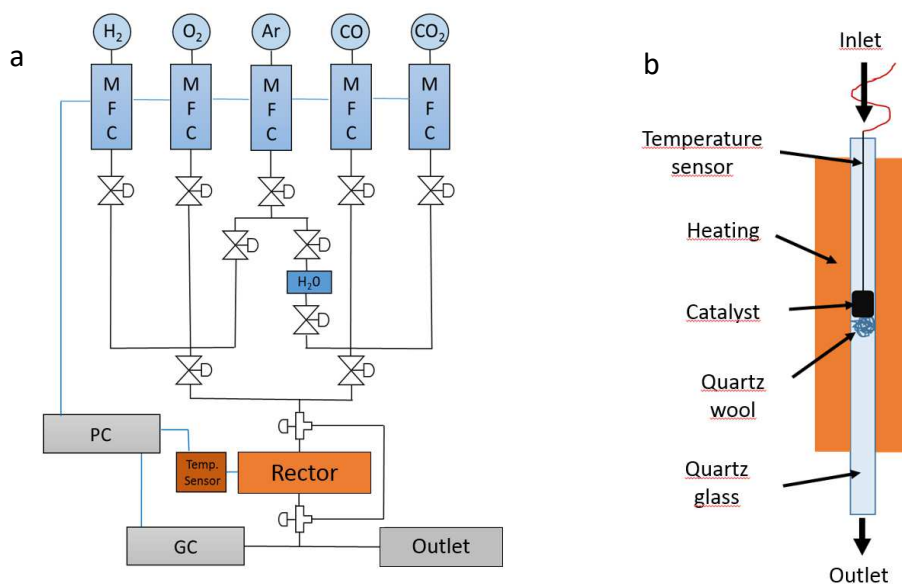 a
H₂ O₂ Ar CO CO₂
M F C
M F C
M F C
M F C
M F C
H₂0
PC
Temp.
Sensor
Rector
GC
Outlet
b
Inlet
Temperature
sensor
Heating
Catalyst
Quartz
wool
Quartz
glass
Outlet